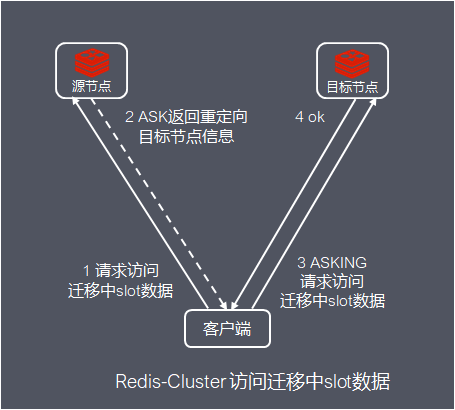 源节点
目标节点
2 ASK返回重定向
目标节点信息
4 ok
1 请求访问
迁移中slot数据
3 ASKING
请求访问
迁移中slot数据
客户端
Redis-Cluster 访问迁移中slot数据